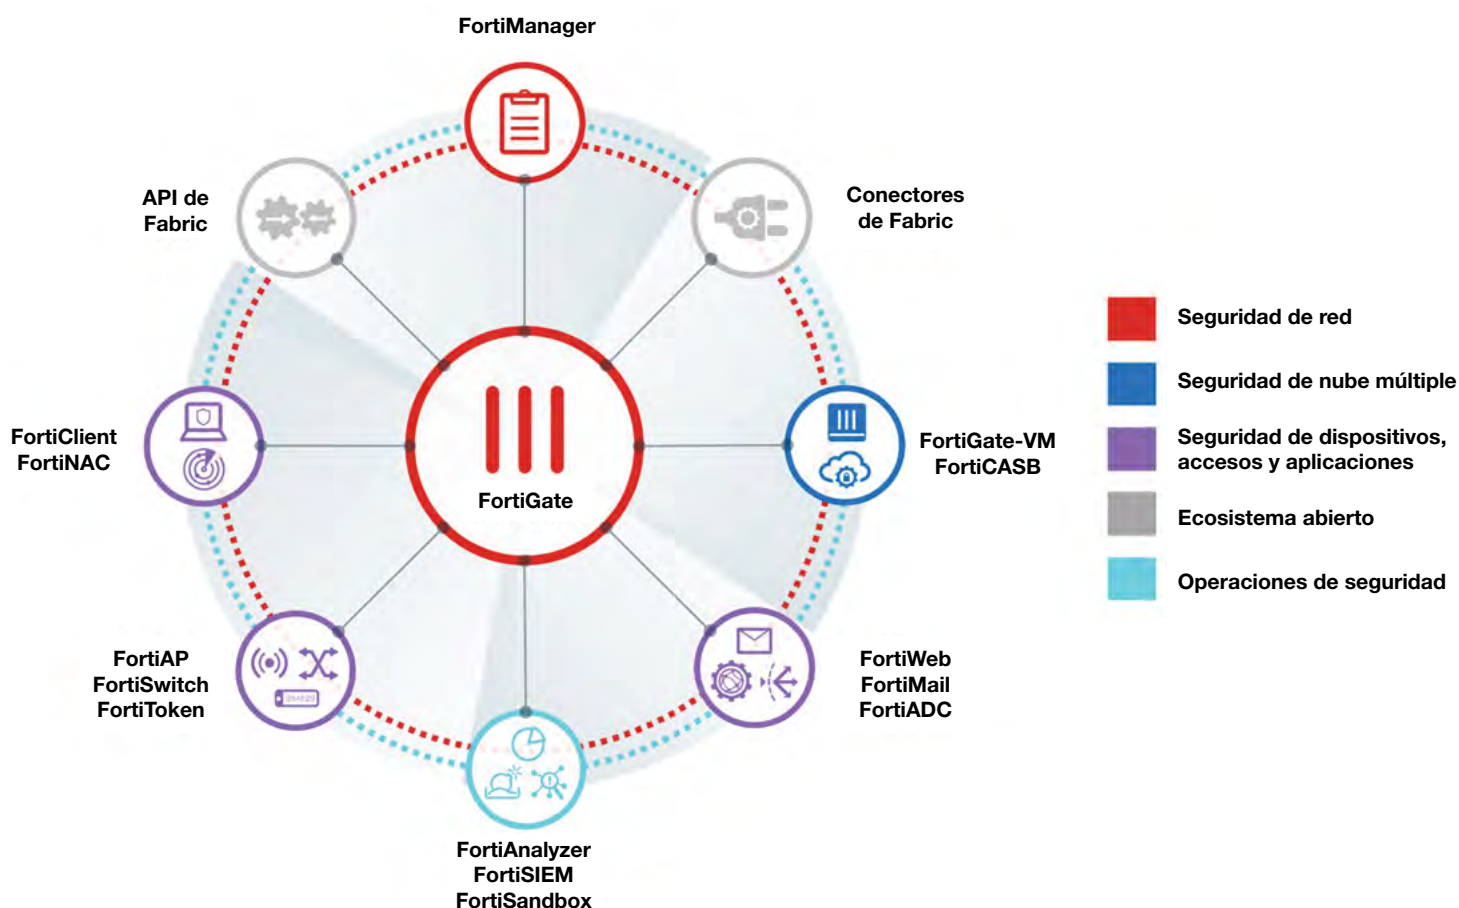 FortiManager
API de
Fabric
Conectores
de Fabric
FortiClient
FortiNAC
FortiGate
FortiGate-VM
FortiCASB
FortiAP
FortiSwitch
FortiToken
FortiWeb
FortiMail
FortiADC
FortiAnalyzer
FortiSIEM
FortiSandbox
Seguridad de red
Seguridad de nube múltiple
Seguridad de dispositivos,
accesos y aplicaciones
Ecosistema abierto
Operaciones de seguridad